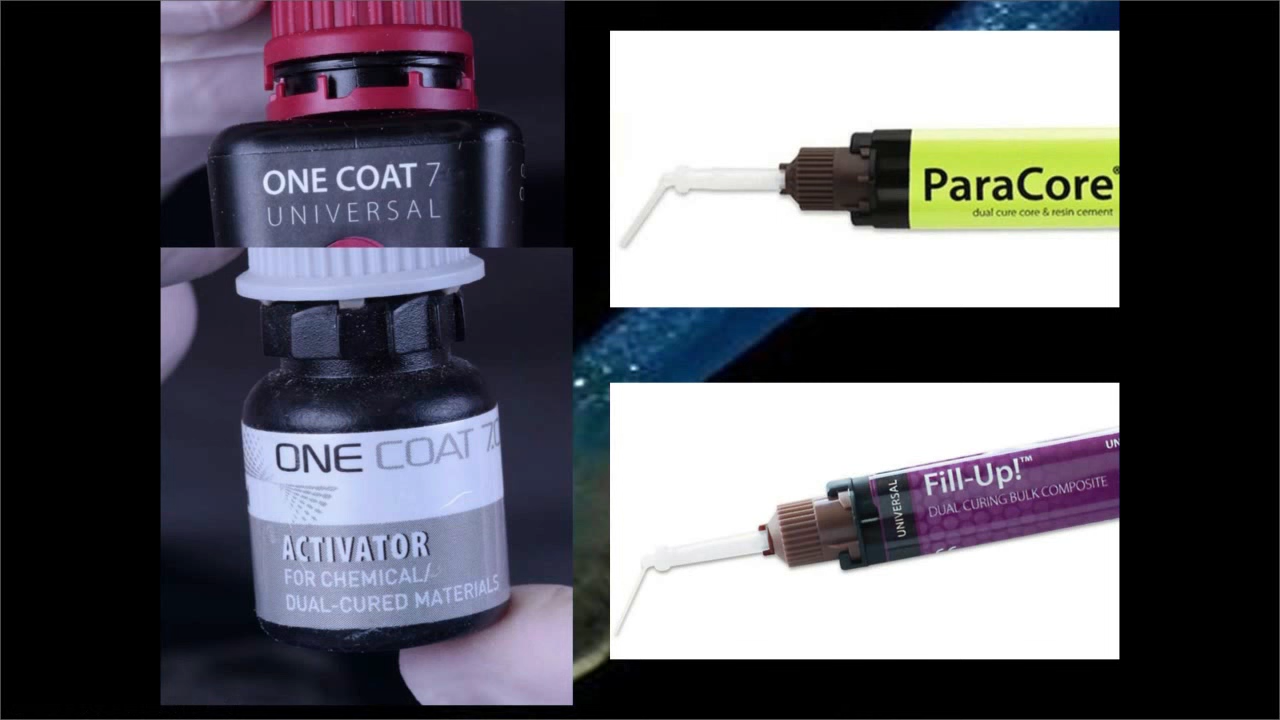 ONE COAT 7
UNIVERSAL
ONE COAT 7.0
ACTIVATOR
FOR CHEMICAL/
DUAL-CURED MATERIALS
ParaCore®
dual cure core & resin cement
UNIVERSAL
Fill-Up!™
DUAL CURING BULK COMPOSITE